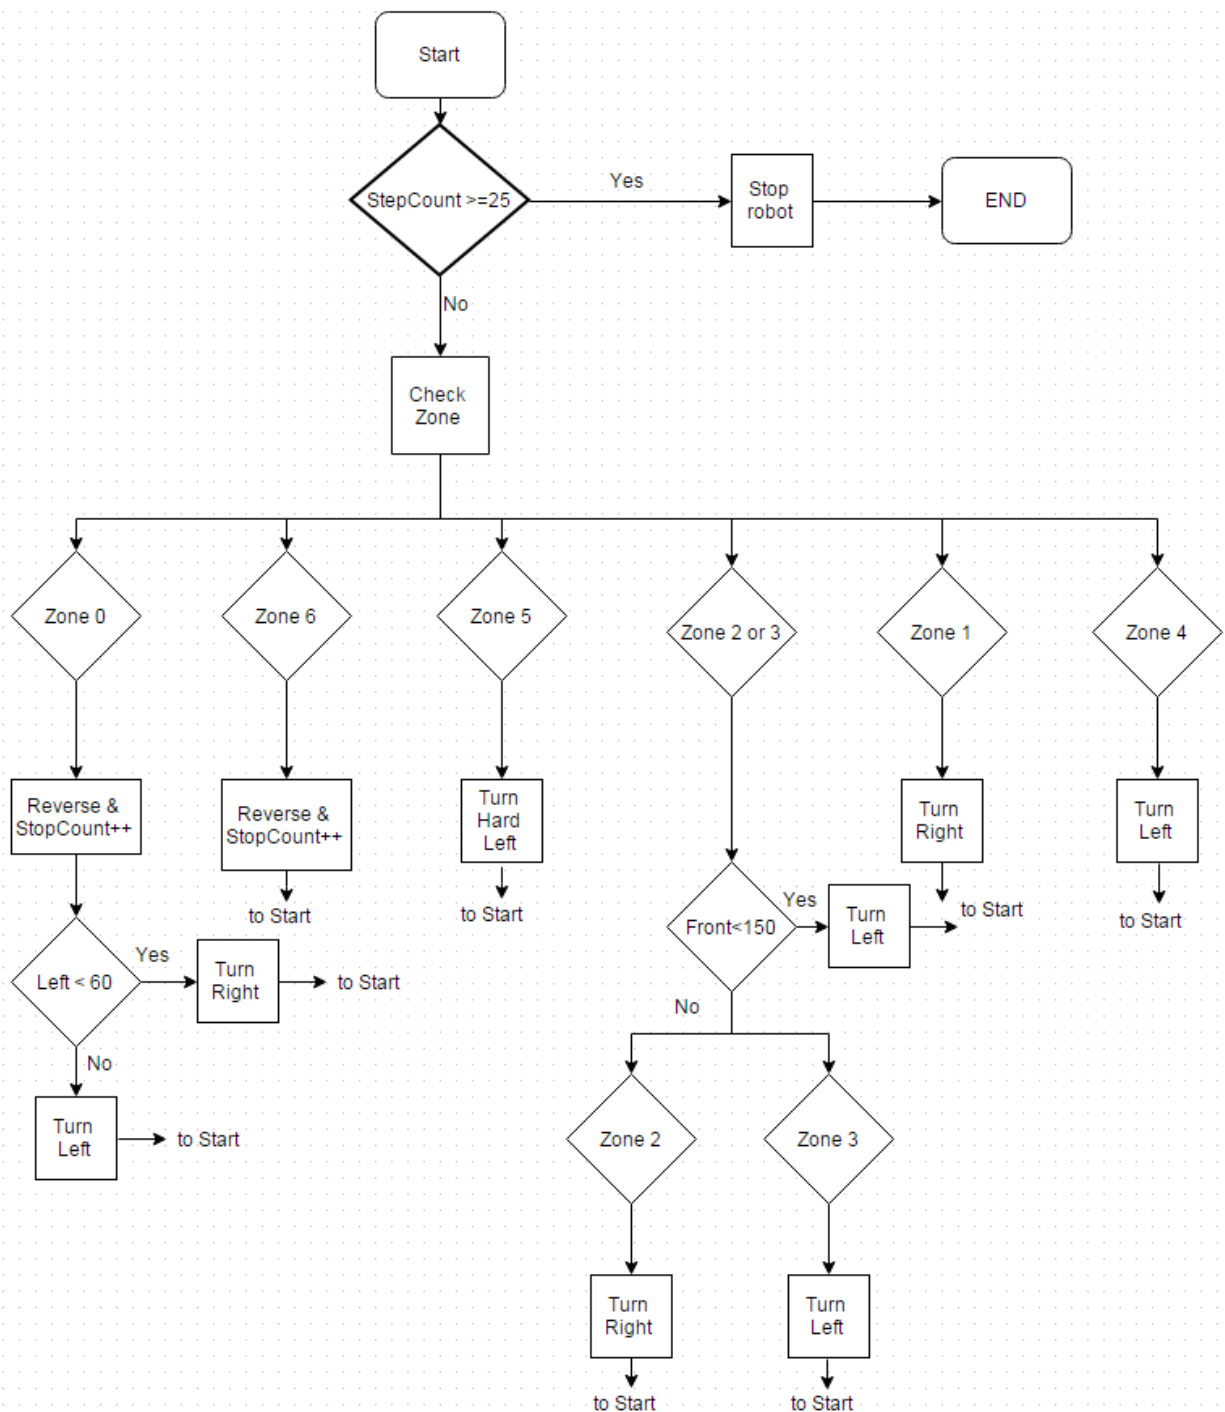 Start
StepCount >=25
Yes
Stop
robot
END
No
Check
Zone
Zone 0
Zone 6
Zone 5
Zone 2 or 3
Zone 1
Zone 4
Reverse &
StopCount++
Reverse &
StopCount++
Turn
Hard
Left
Turn
Right
Turn
Left
to Start
to Start
Front<150
Yes
Turn
Left
to Start
to Start
Left < 60
Yes
Turn
Right
to Start
No
No
Turn
Left
to Start
Zone 2
Zone 3
Turn
Right
Turn
Left
to Start
to Start